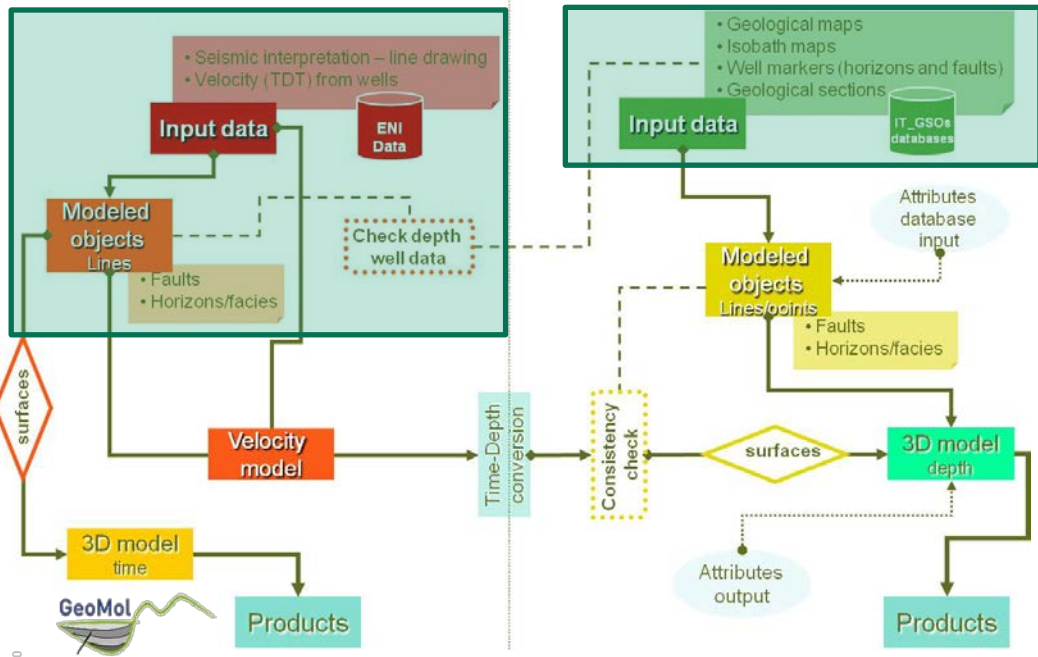 • Seismic interpretation – line drawing
• Velocity (TDT) from wells
Input data
ENI
Data
Modeled
objects
Lines
Check depth
well data
• Faults
• Horizons/facies
surfaces
Velocity
model
3D model
time
Products
GeoMol
Time-Depth
conversion
• Geological maps
• Isobath maps
• Well markers (horizons and faults)
• Geological sections
Input data
IT_GSOs
databases
Attributes
database
input
Modeled
objects
Lines/points
• Faults
• Horizons/facies
Consistency
check
surfaces
3D model
depth
Attributes
output
Products